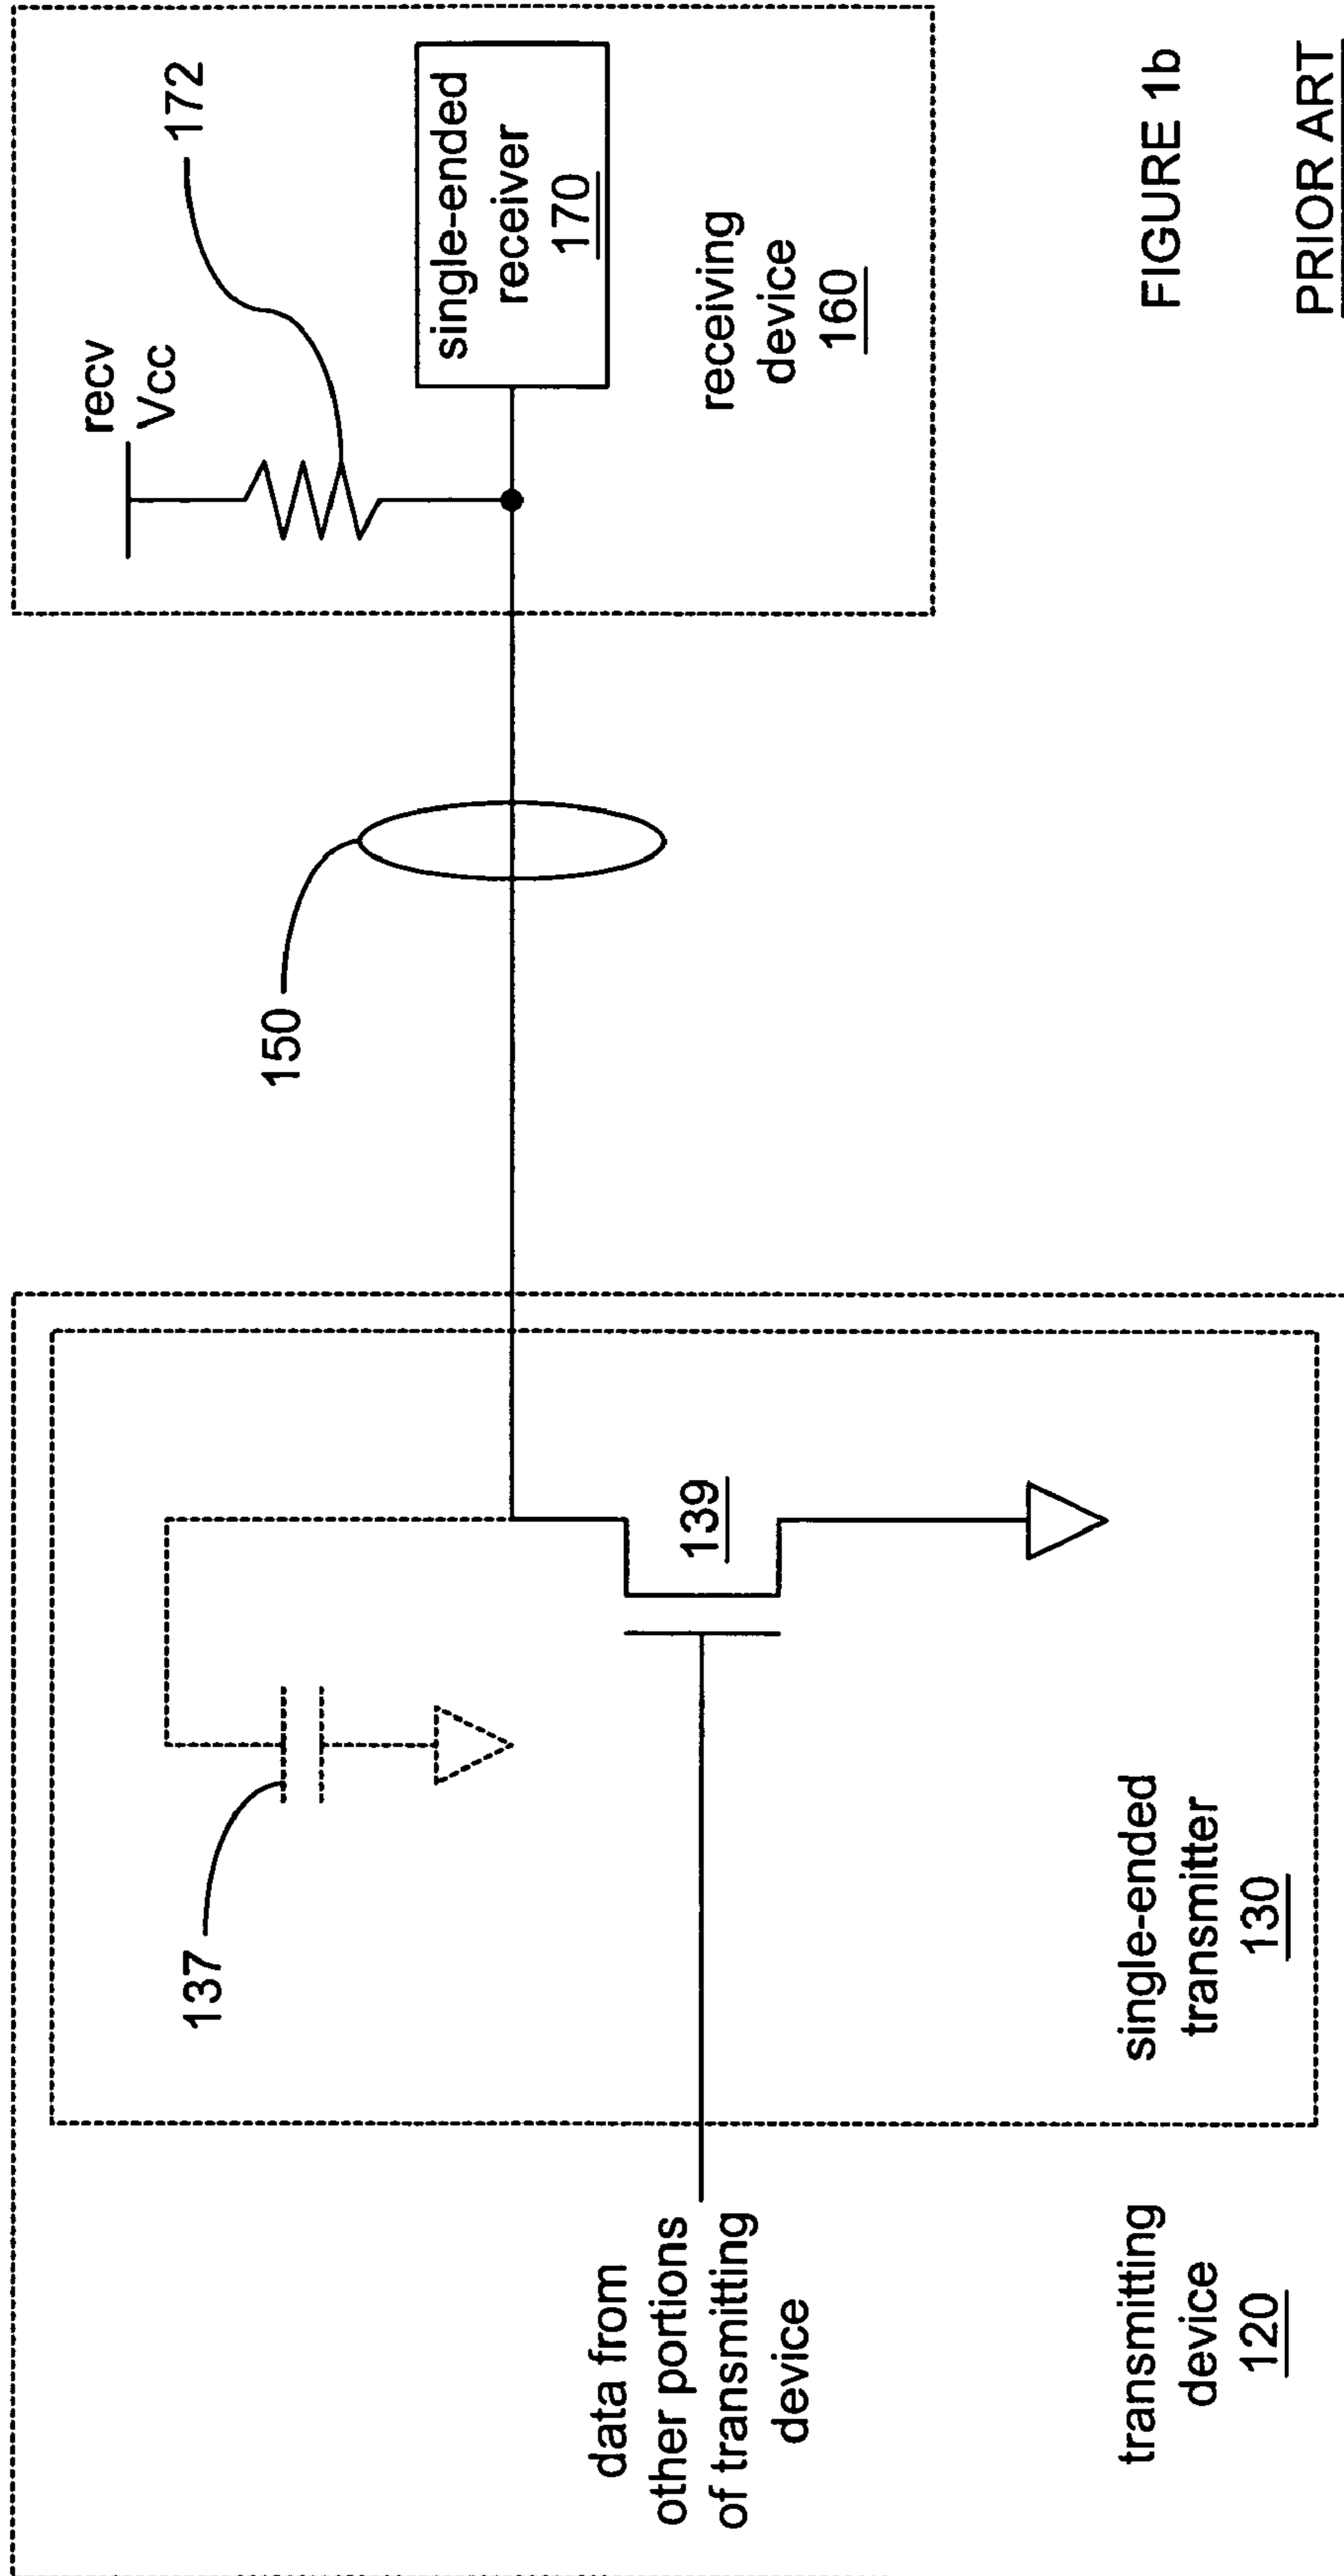 137
139
single-ended
transmitter
130
data from
other portions
of transmitting
device
transmitting
device
120
150
recv
Vcc
172
single-ended
receiver
170
receiving
device
160
FIGURE 1b
PRIOR ART